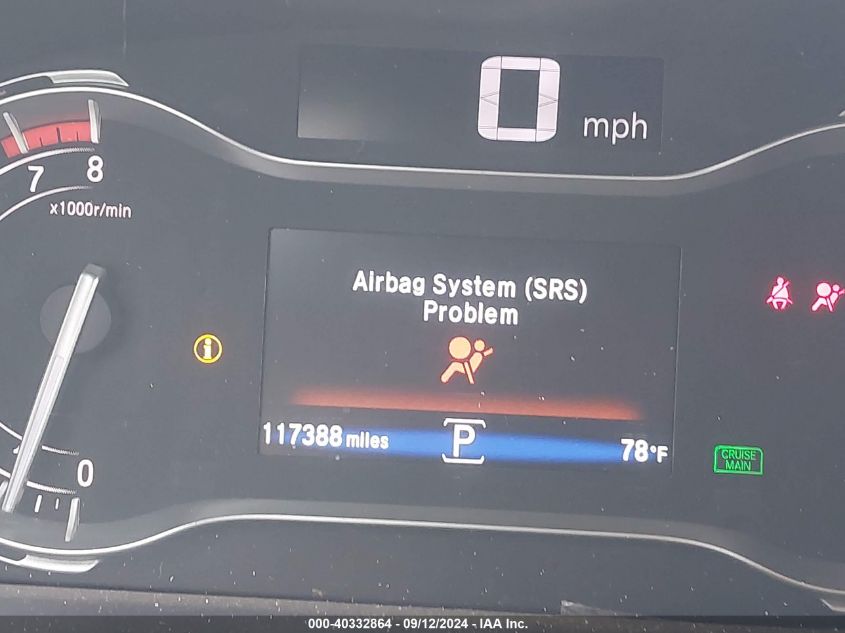 0 mph
7 8
x1000r/min
Airbag System (SRS)
Problem
i
117388 miles P 78°F
0
CRUISE
MAIN
000-40332864 - 09/12/2024 - IAA Inc.